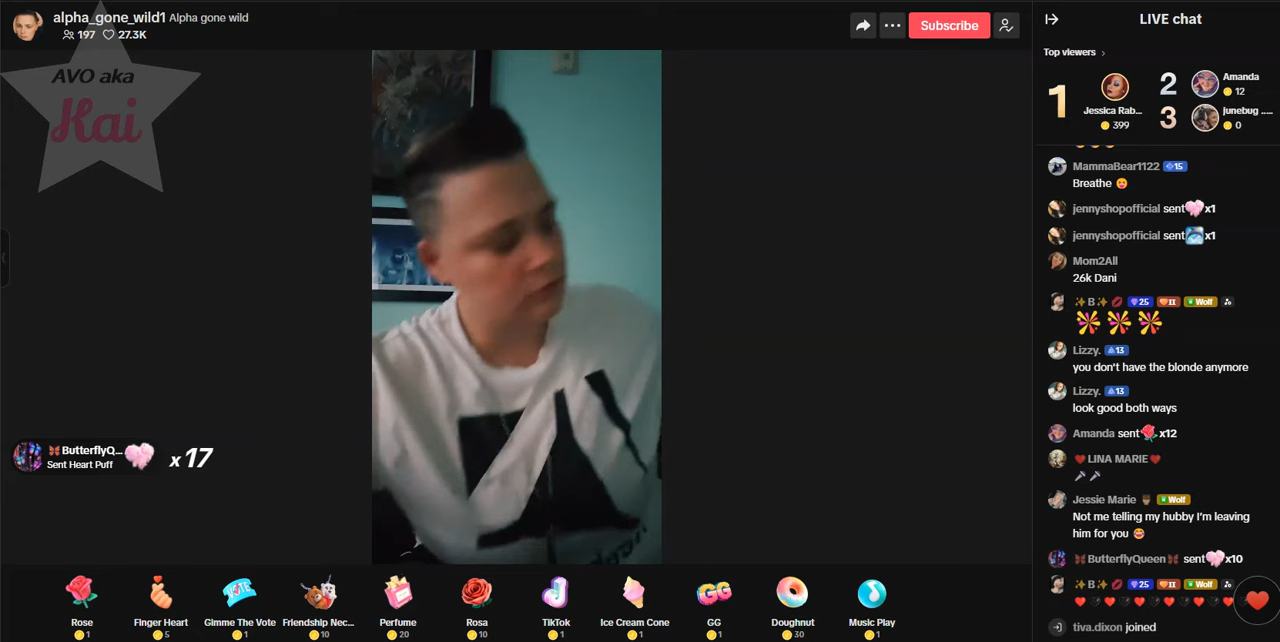 alpha_gone_wild1 Alpha gone wild
197 27.3K
AVO aka
Kai
Subscribe
ButterflyQ...
Sent Heart Puff
x 17
Rose
1
Finger Heart
5
Gimme The Vote
1
Friendship Nec...
10
Perfume
20
Rosa
10
TikTok
1
Ice Cream Cone
1
GG
GG
1
Doughnut
30
Music Play
1
LIVE chat
Top viewers
1
Jessica Rab...
399
2
Amanda
12
3
junebug .....
0
MammaBear1122 15
Breathe
jennyshopofficial sent x1
jennyshopofficial sent x1
Mom2All
26k Dani
B 25 II Wolf
Lizzy. 13
you don't have the blonde anymore
Lizzy. 13
look good both ways
Amanda sent x12
LINA MARIE
Jessie Marie Wolf
Not me telling my hubby I'm leaving
him for you
ButterflyQueen sent x10
B 25 II Wolf
tiva.dixon joined